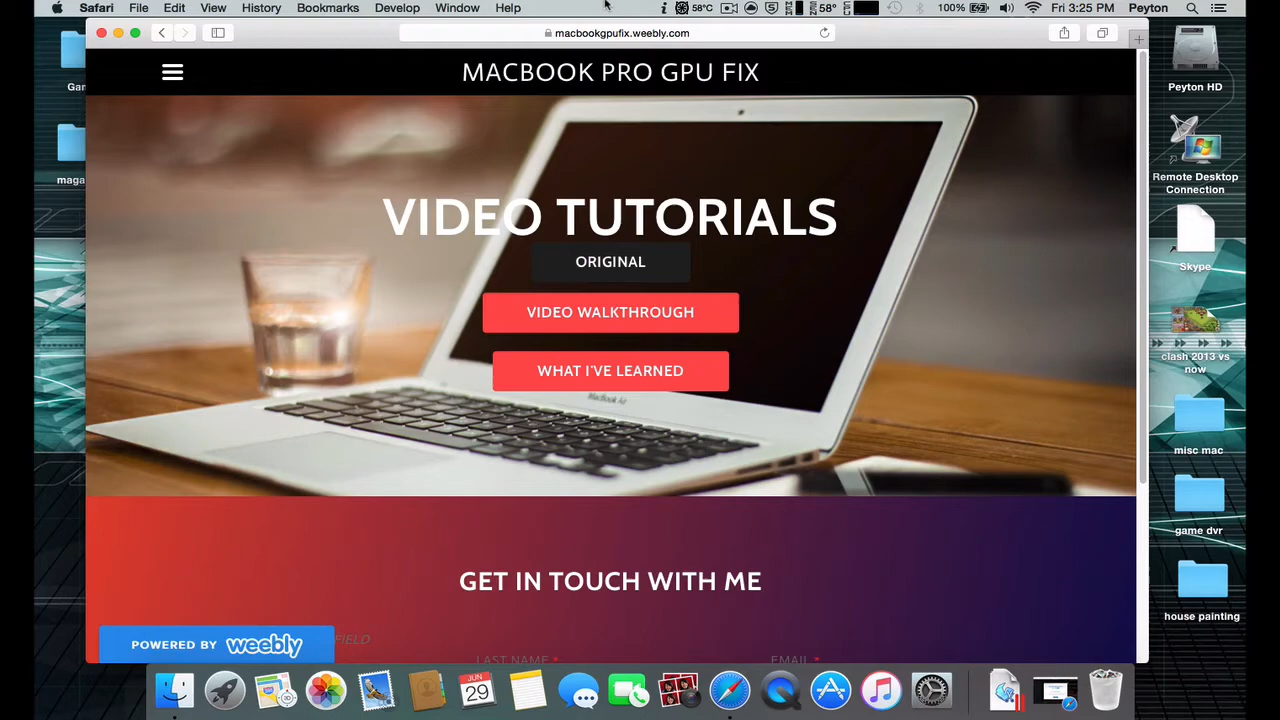 Safari File Edit View History Bookmarks Develop Window Help
58°C
58°
100%
Fri 3:25 PM Peyton
macbookgpufix.weebly.com
MACBOOK PRO GPU FIX
VIDEO TUTORIALS
ORIGINAL
VIDEO WALKTHROUGH
WHAT I'VE LEARNED
MacBook Air
GET IN TOUCH WITH ME
FIELD
LAST NAME *
EMAIL *
POWERED BY weebly
Gar
maga
Peyton HD
Remote Desktop
Connection
Skype
clash 2013 vs
now
misc mac
game dvr
house painting